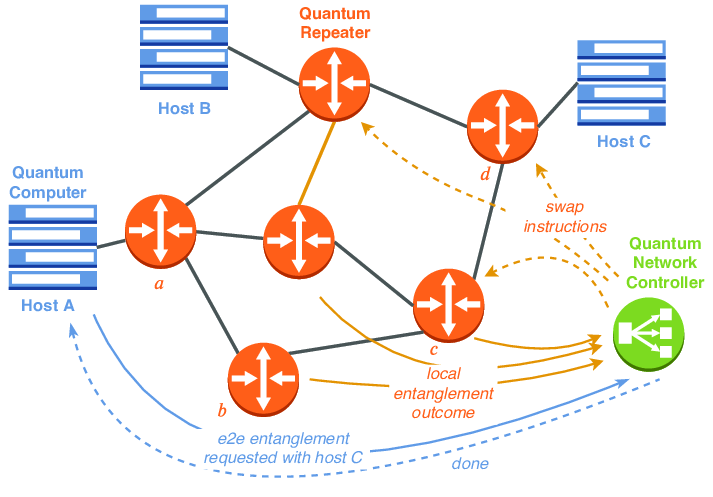 Quantum
Repeater
Host B
Host C
d
Quantum
Computer
swap
instructions
Quantum
Network
Controller
a
Host A
c
local
entanglement
outcome
b
e2e entanglement
requested with host C
done